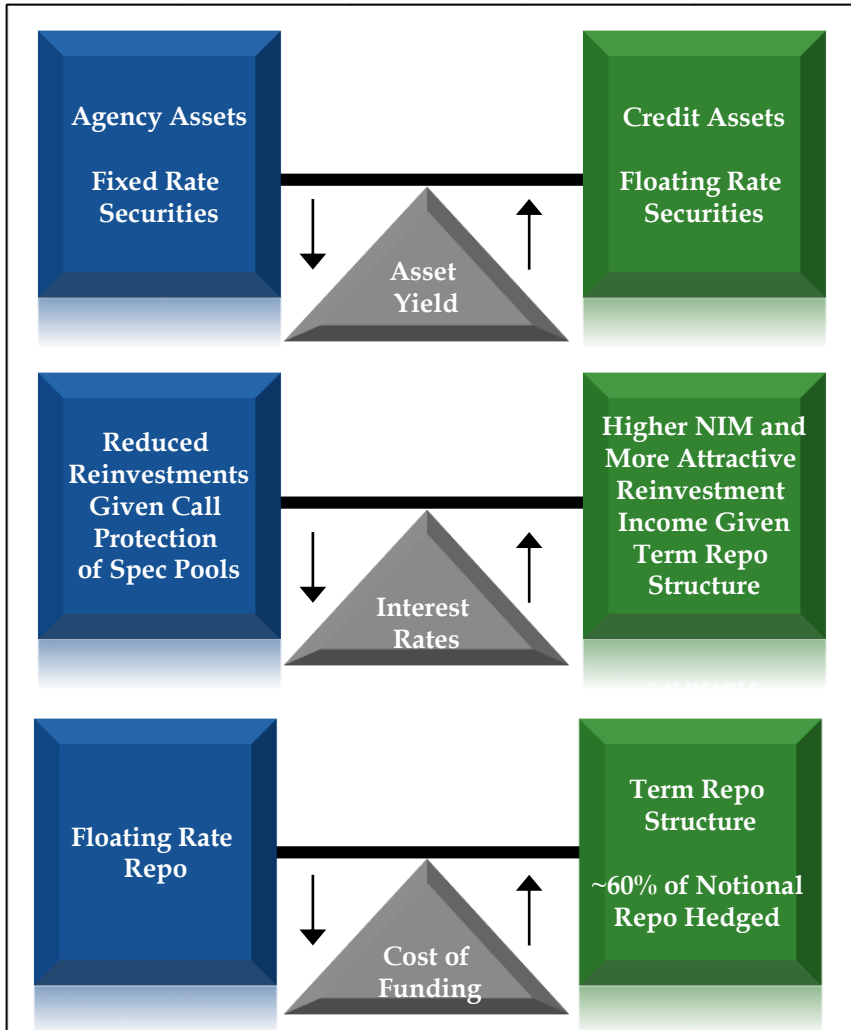 Agency Assets
Fixed Rate
Securities
Asset
Yield
Credit Assets
Floating Rate
Securities
Reduced
Reinvestments
Given Call
Protection
of Spec Pools
Interest
Rates
Higher NIM and
More Attractive
Reinvestment
Income Given
Term Repo
Structure
Floating Rate
Repo
Cost of
Funding
Term Repo
Structure
~60% of Notional
Repo Hedged